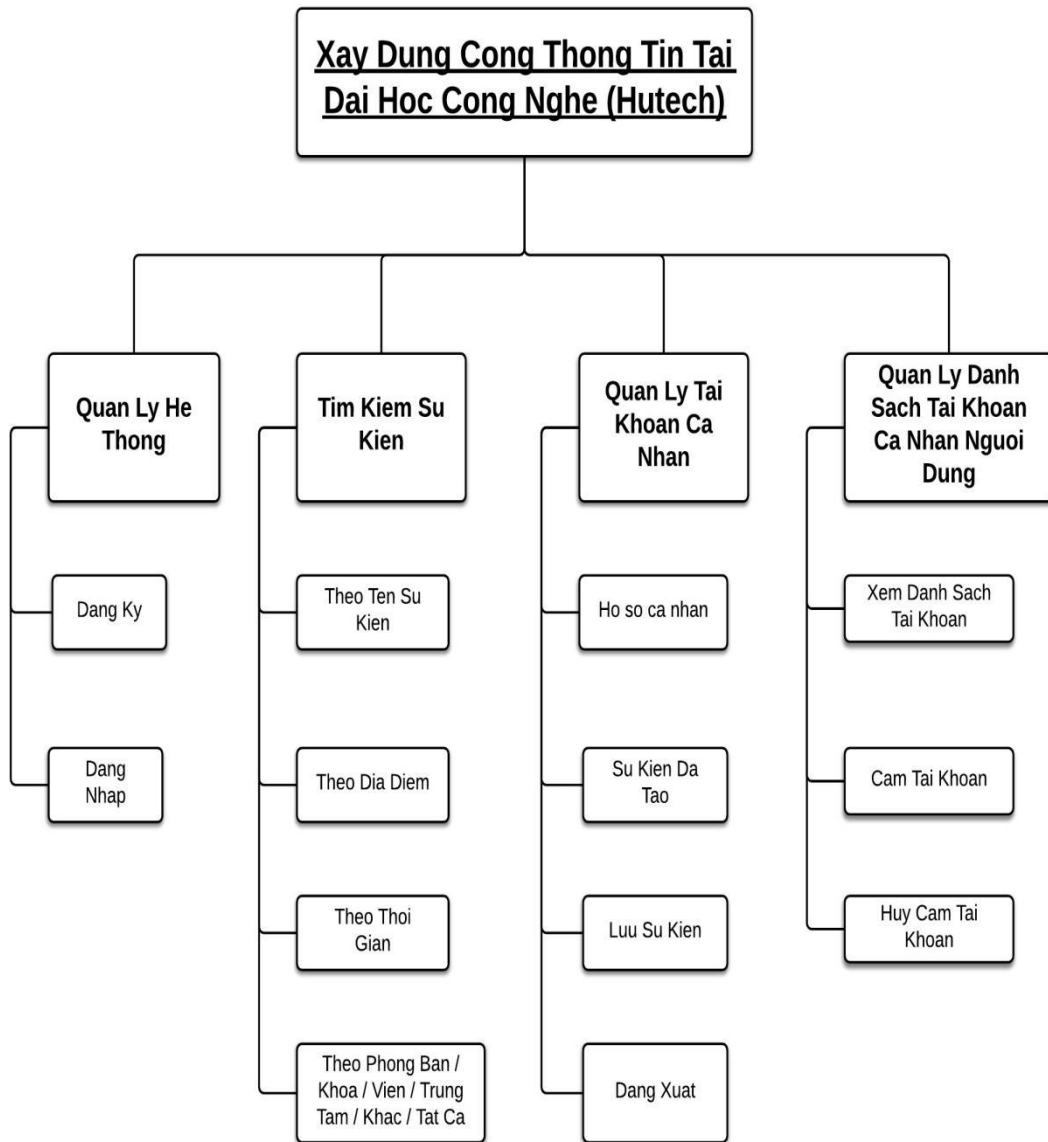 Xay Dung Cong Thong Tin Tai
Dai Hoc Cong Nghe (Hutech)
Quan Ly He
Thong
Dang Ky
Dang
Nhap
Tim Kiem Su
Kien
Theo Ten Su
Kien
Theo Dia Diem
Theo Thoi
Gian
Theo Phong Ban /
Khoa / Vien / Trung
Tam / Khac / Tat Ca
Quan Ly Tai
Khoan Ca
Nhan
Ho so ca nhan
Su Kien Da
Tao
Luu Su Kien
Dang Xuat
Quan Ly Danh
Sach Tai Khoan
Ca Nhan Nguoi
Dung
Xem Danh Sach
Tai Khoan
Cam Tai Khoan
Huy Cam Tai
Khoan